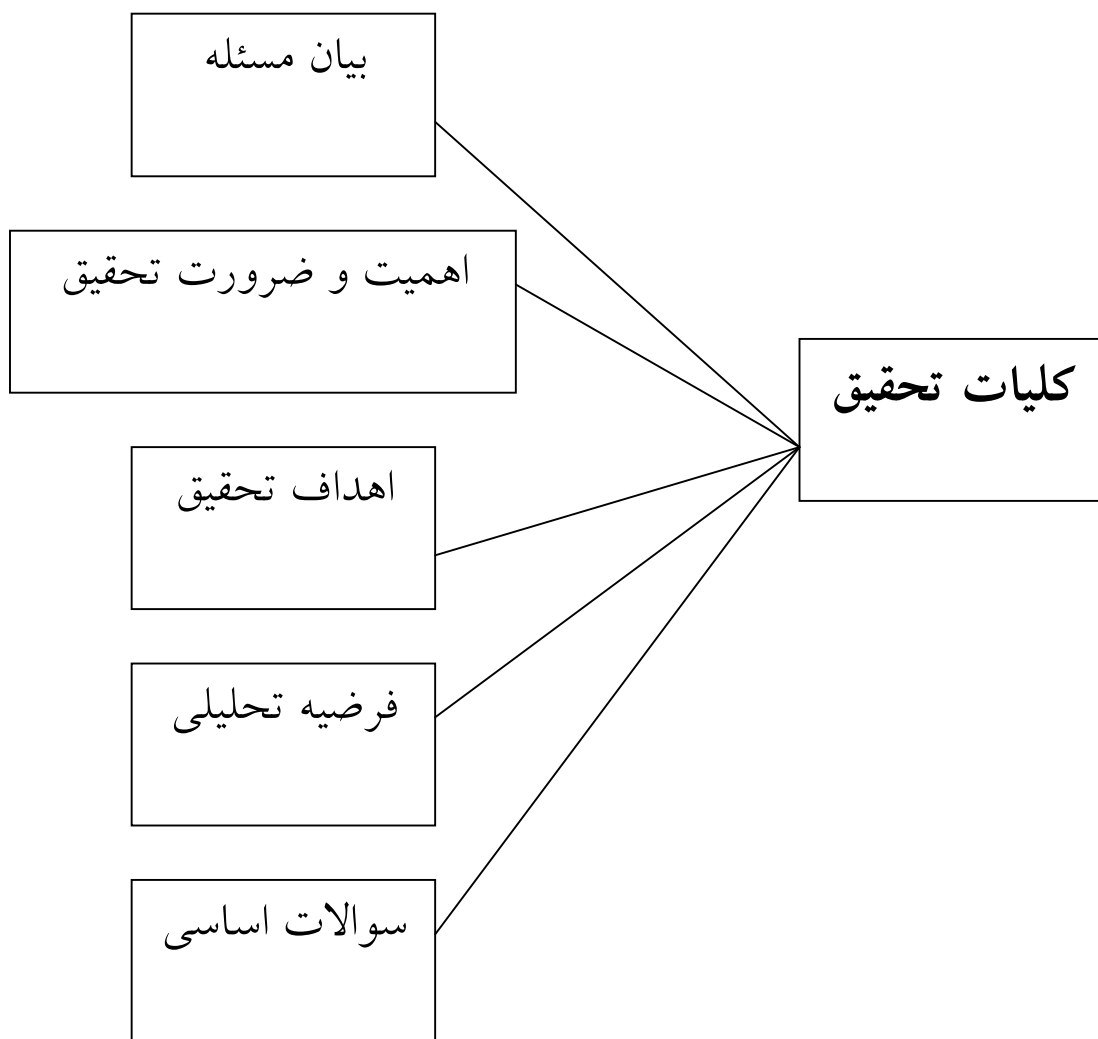 بیان مسئله
اهمیت و ضرورت تحقیق
کلیات تحقیق
اهداف تحقیق
فرضیه تحلیلی
سوالات اساسی